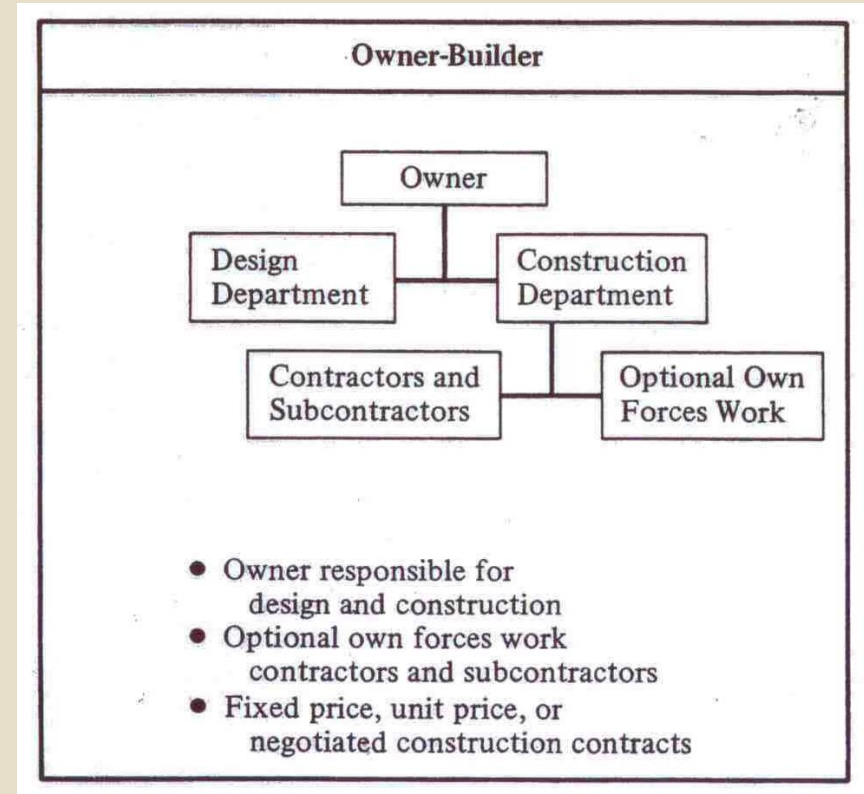 Owner-Builder
Owner
Design
Department
Construction
Department
Contractors and
Subcontractors
Optional Own
Forces Work
● Owner responsible for
design and construction
● Optional own forces work
contractors and subcontractors
● Fixed price, unit price, or
negotiated construction contracts